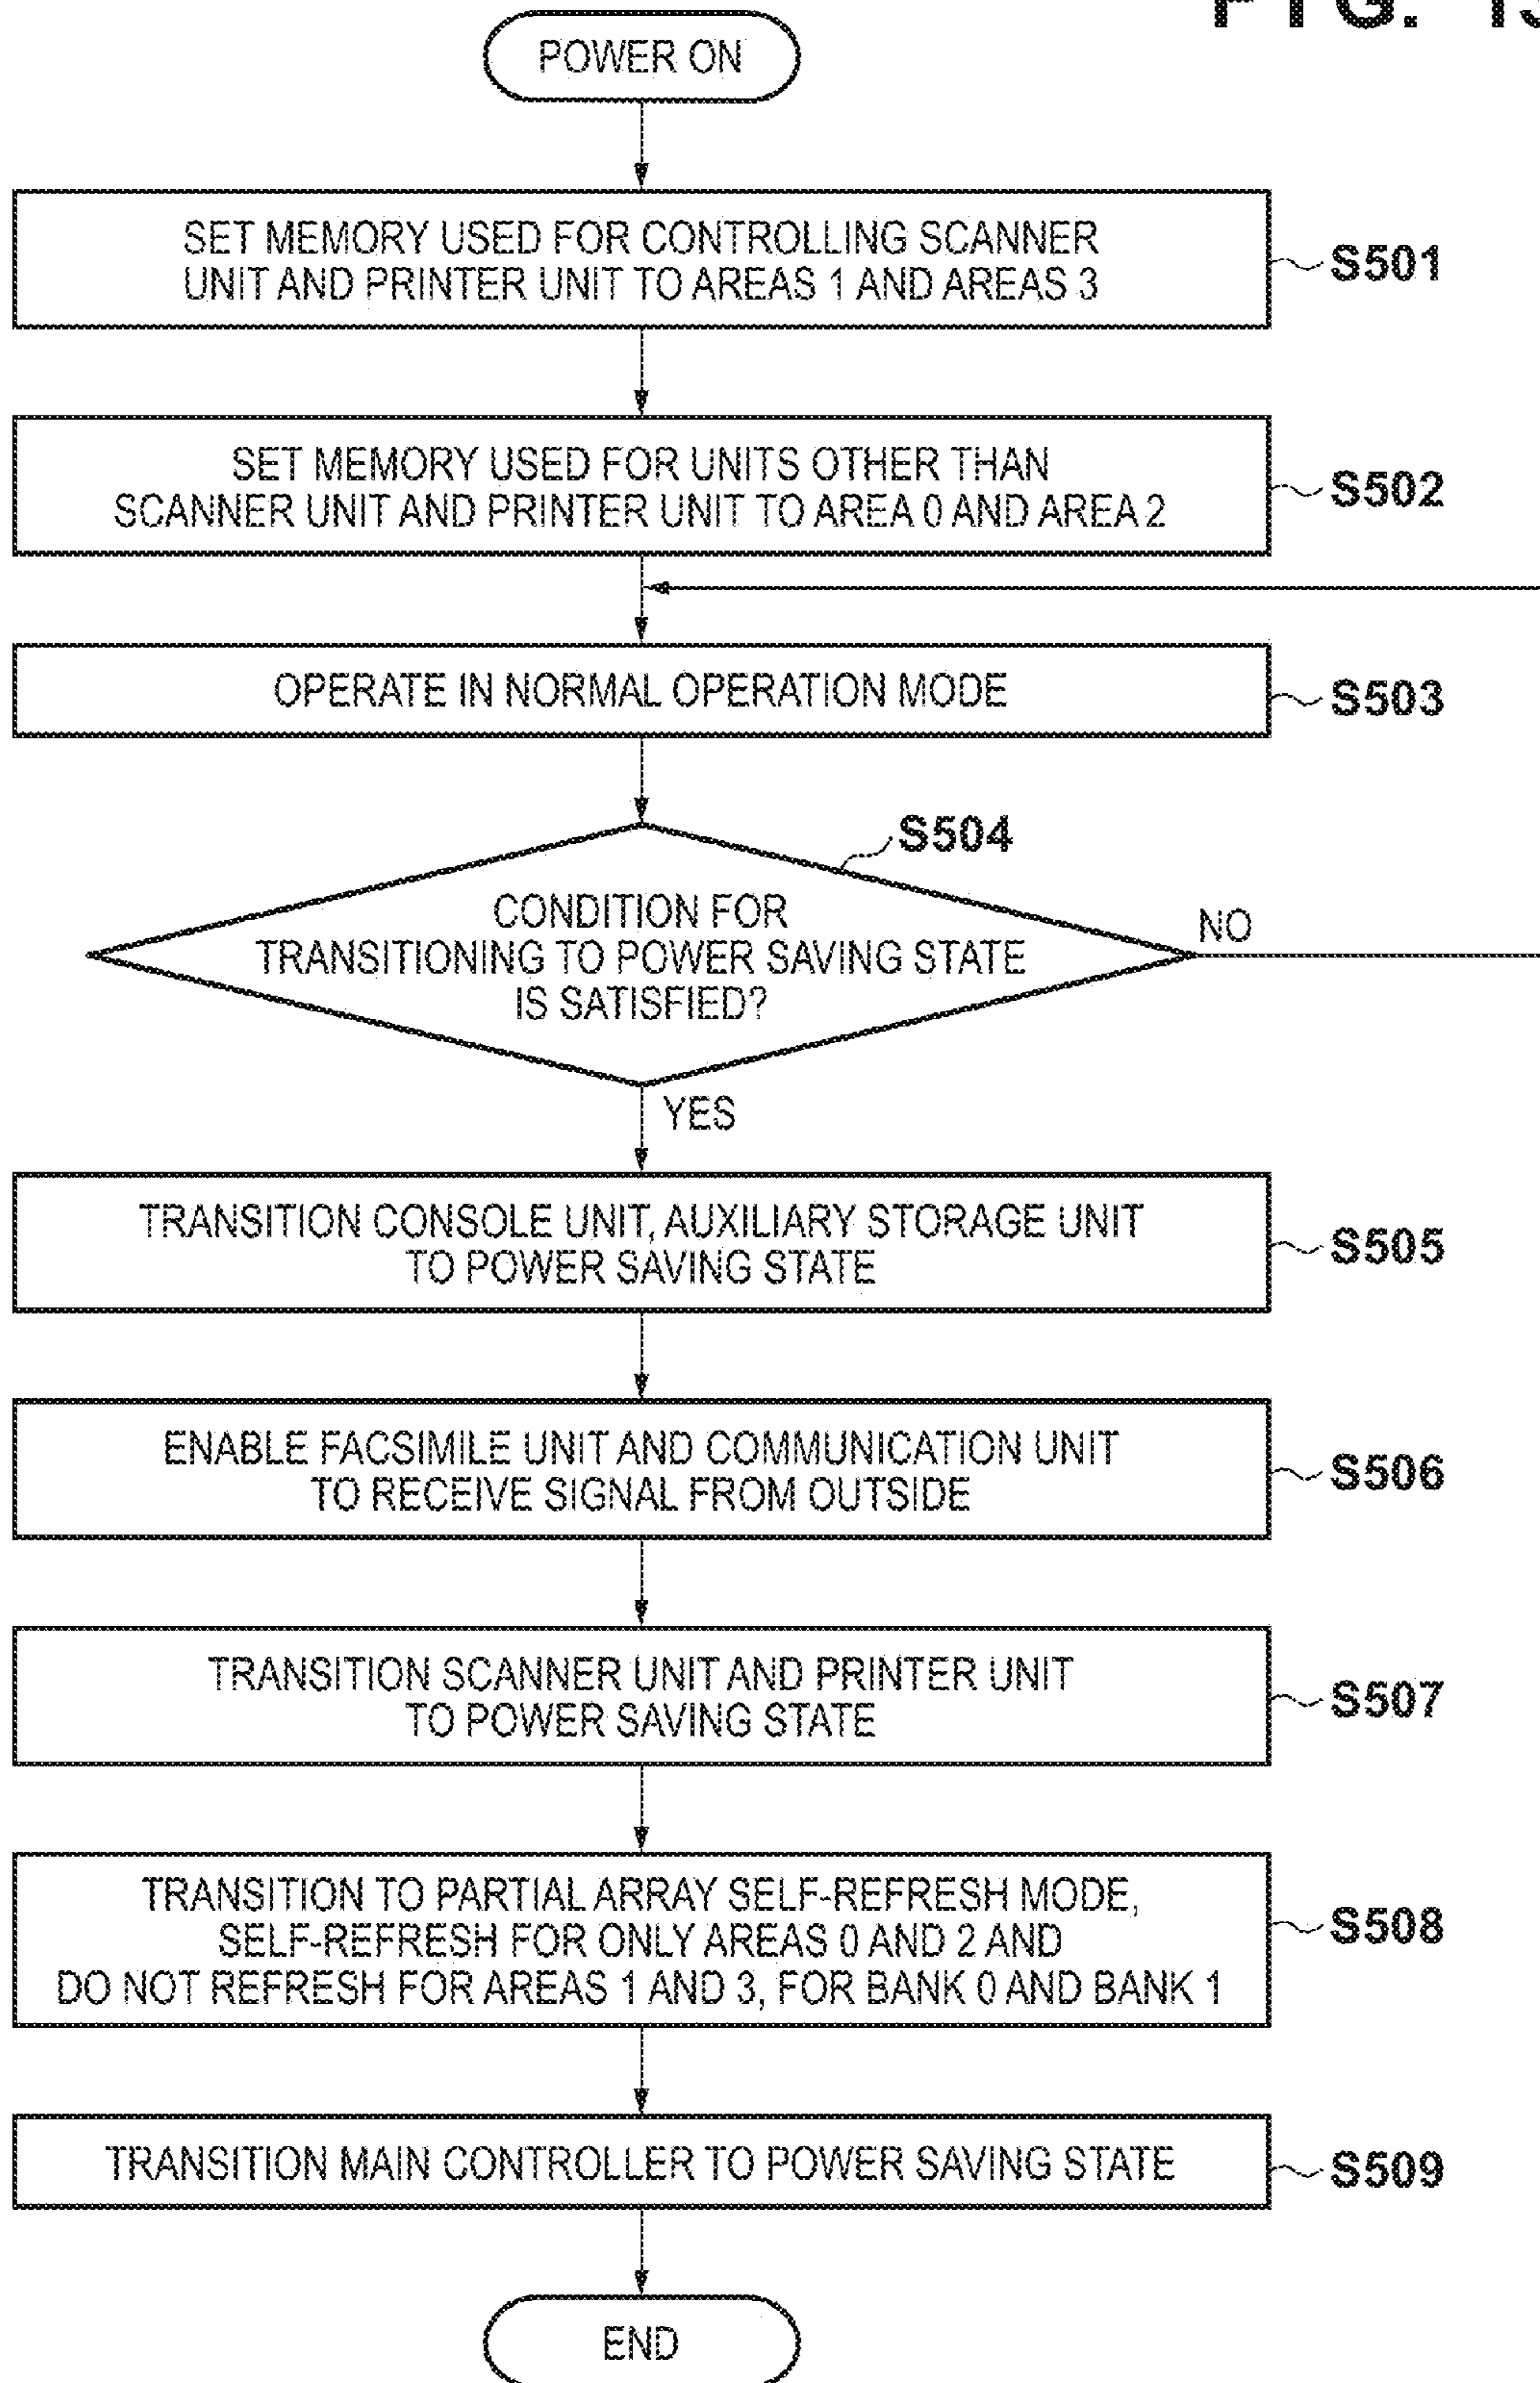 FIG. 13
POWER ON
SET MEMORY USED FOR CONTROLLING SCANNER
UNIT AND PRINTER UNIT TO AREAS 1 AND AREAS 3
S501
SET MEMORY USED FOR UNITS OTHER THAN
SCANNER UNIT AND PRINTER UNIT TO AREA 0 AND AREA 2
S502
OPERATE IN NORMAL OPERATION MODE
S503
S504
CONDITION FOR
TRANSITIONING TO POWER SAVING STATE
IS SATISFIED?
NO
YES
TRANSITION CONSOLE UNIT, AUXILIARY STORAGE UNIT
TO POWER SAVING STATE
S505
ENABLE FACSIMILE UNIT AND COMMUNICATION UNIT
TO RECEIVE SIGNAL FROM OUTSIDE
S506
TRANSITION SCANNER UNIT AND PRINTER UNIT
TO POWER SAVING STATE
S507
TRANSITION TO PARTIAL ARRAY SELF-REFRESH MODE,
SELF-REFRESH FOR ONLY AREAS 0 AND 2 AND
DO NOT REFRESH FOR AREAS 1 AND 3, FOR BANK 0 AND BANK 1
S508
TRANSITION MAIN CONTROLLER TO POWER SAVING STATE
S509
END